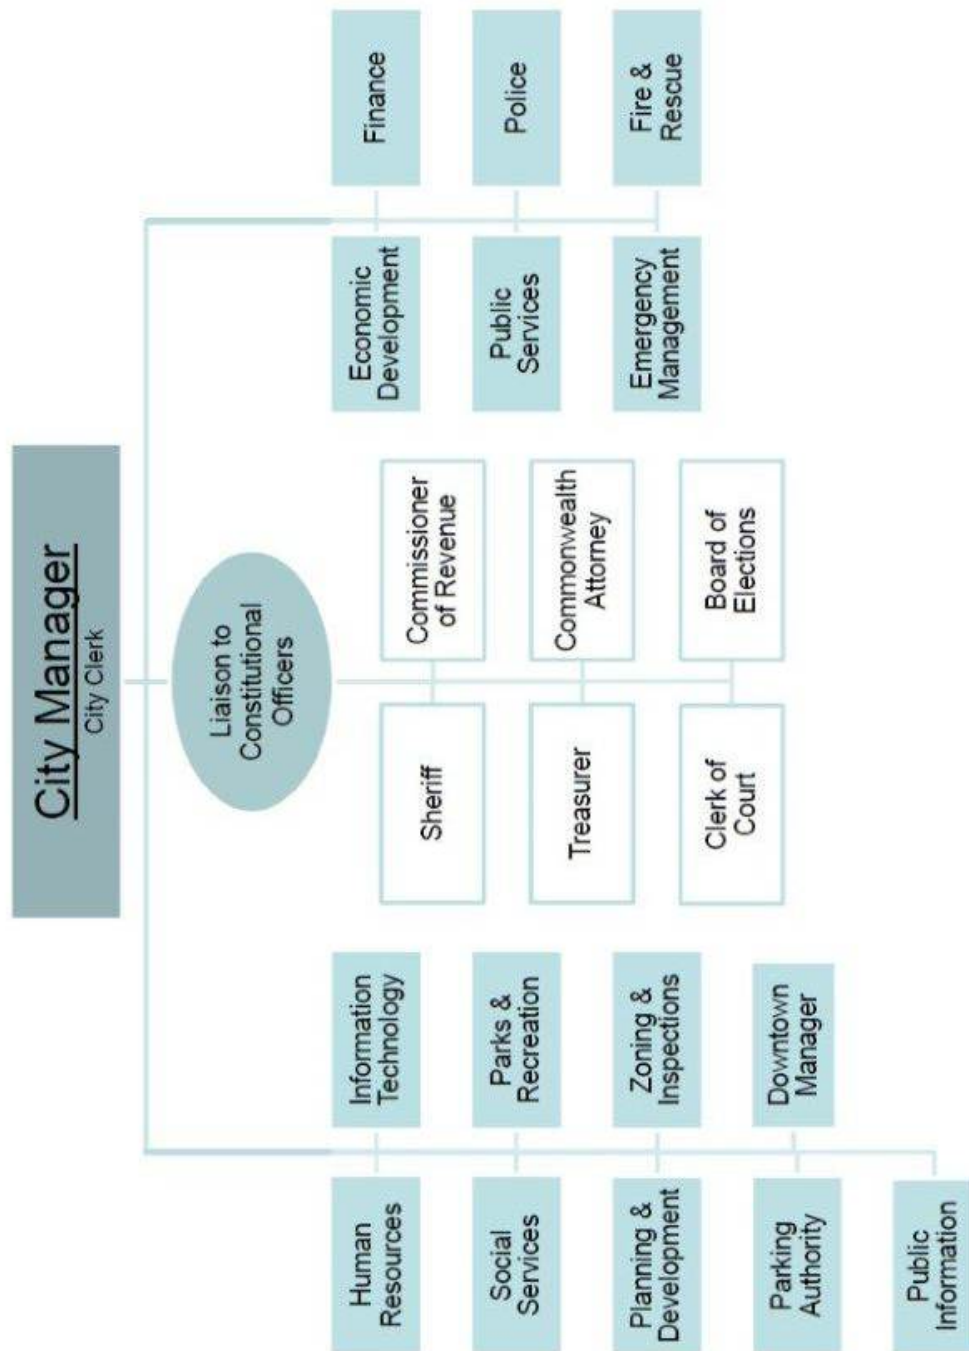 City Manager
City Clerk
Liaison to
Constitutional
Officers
Human
Resources
Information
Technology
Social
Services
Parks &
Recreation
Planning &
Development
Zoning &
Inspections
Parking
Authority
Downtown
Manager
Public
Information
Sheriff
Commissioner
of Revenue
Treasurer
Commonwealth
Attorney
Clerk of
Court
Board of
Elections
Economic
Development
Finance
Public
Services
Police
Emergency
Management
Fire &
Rescue